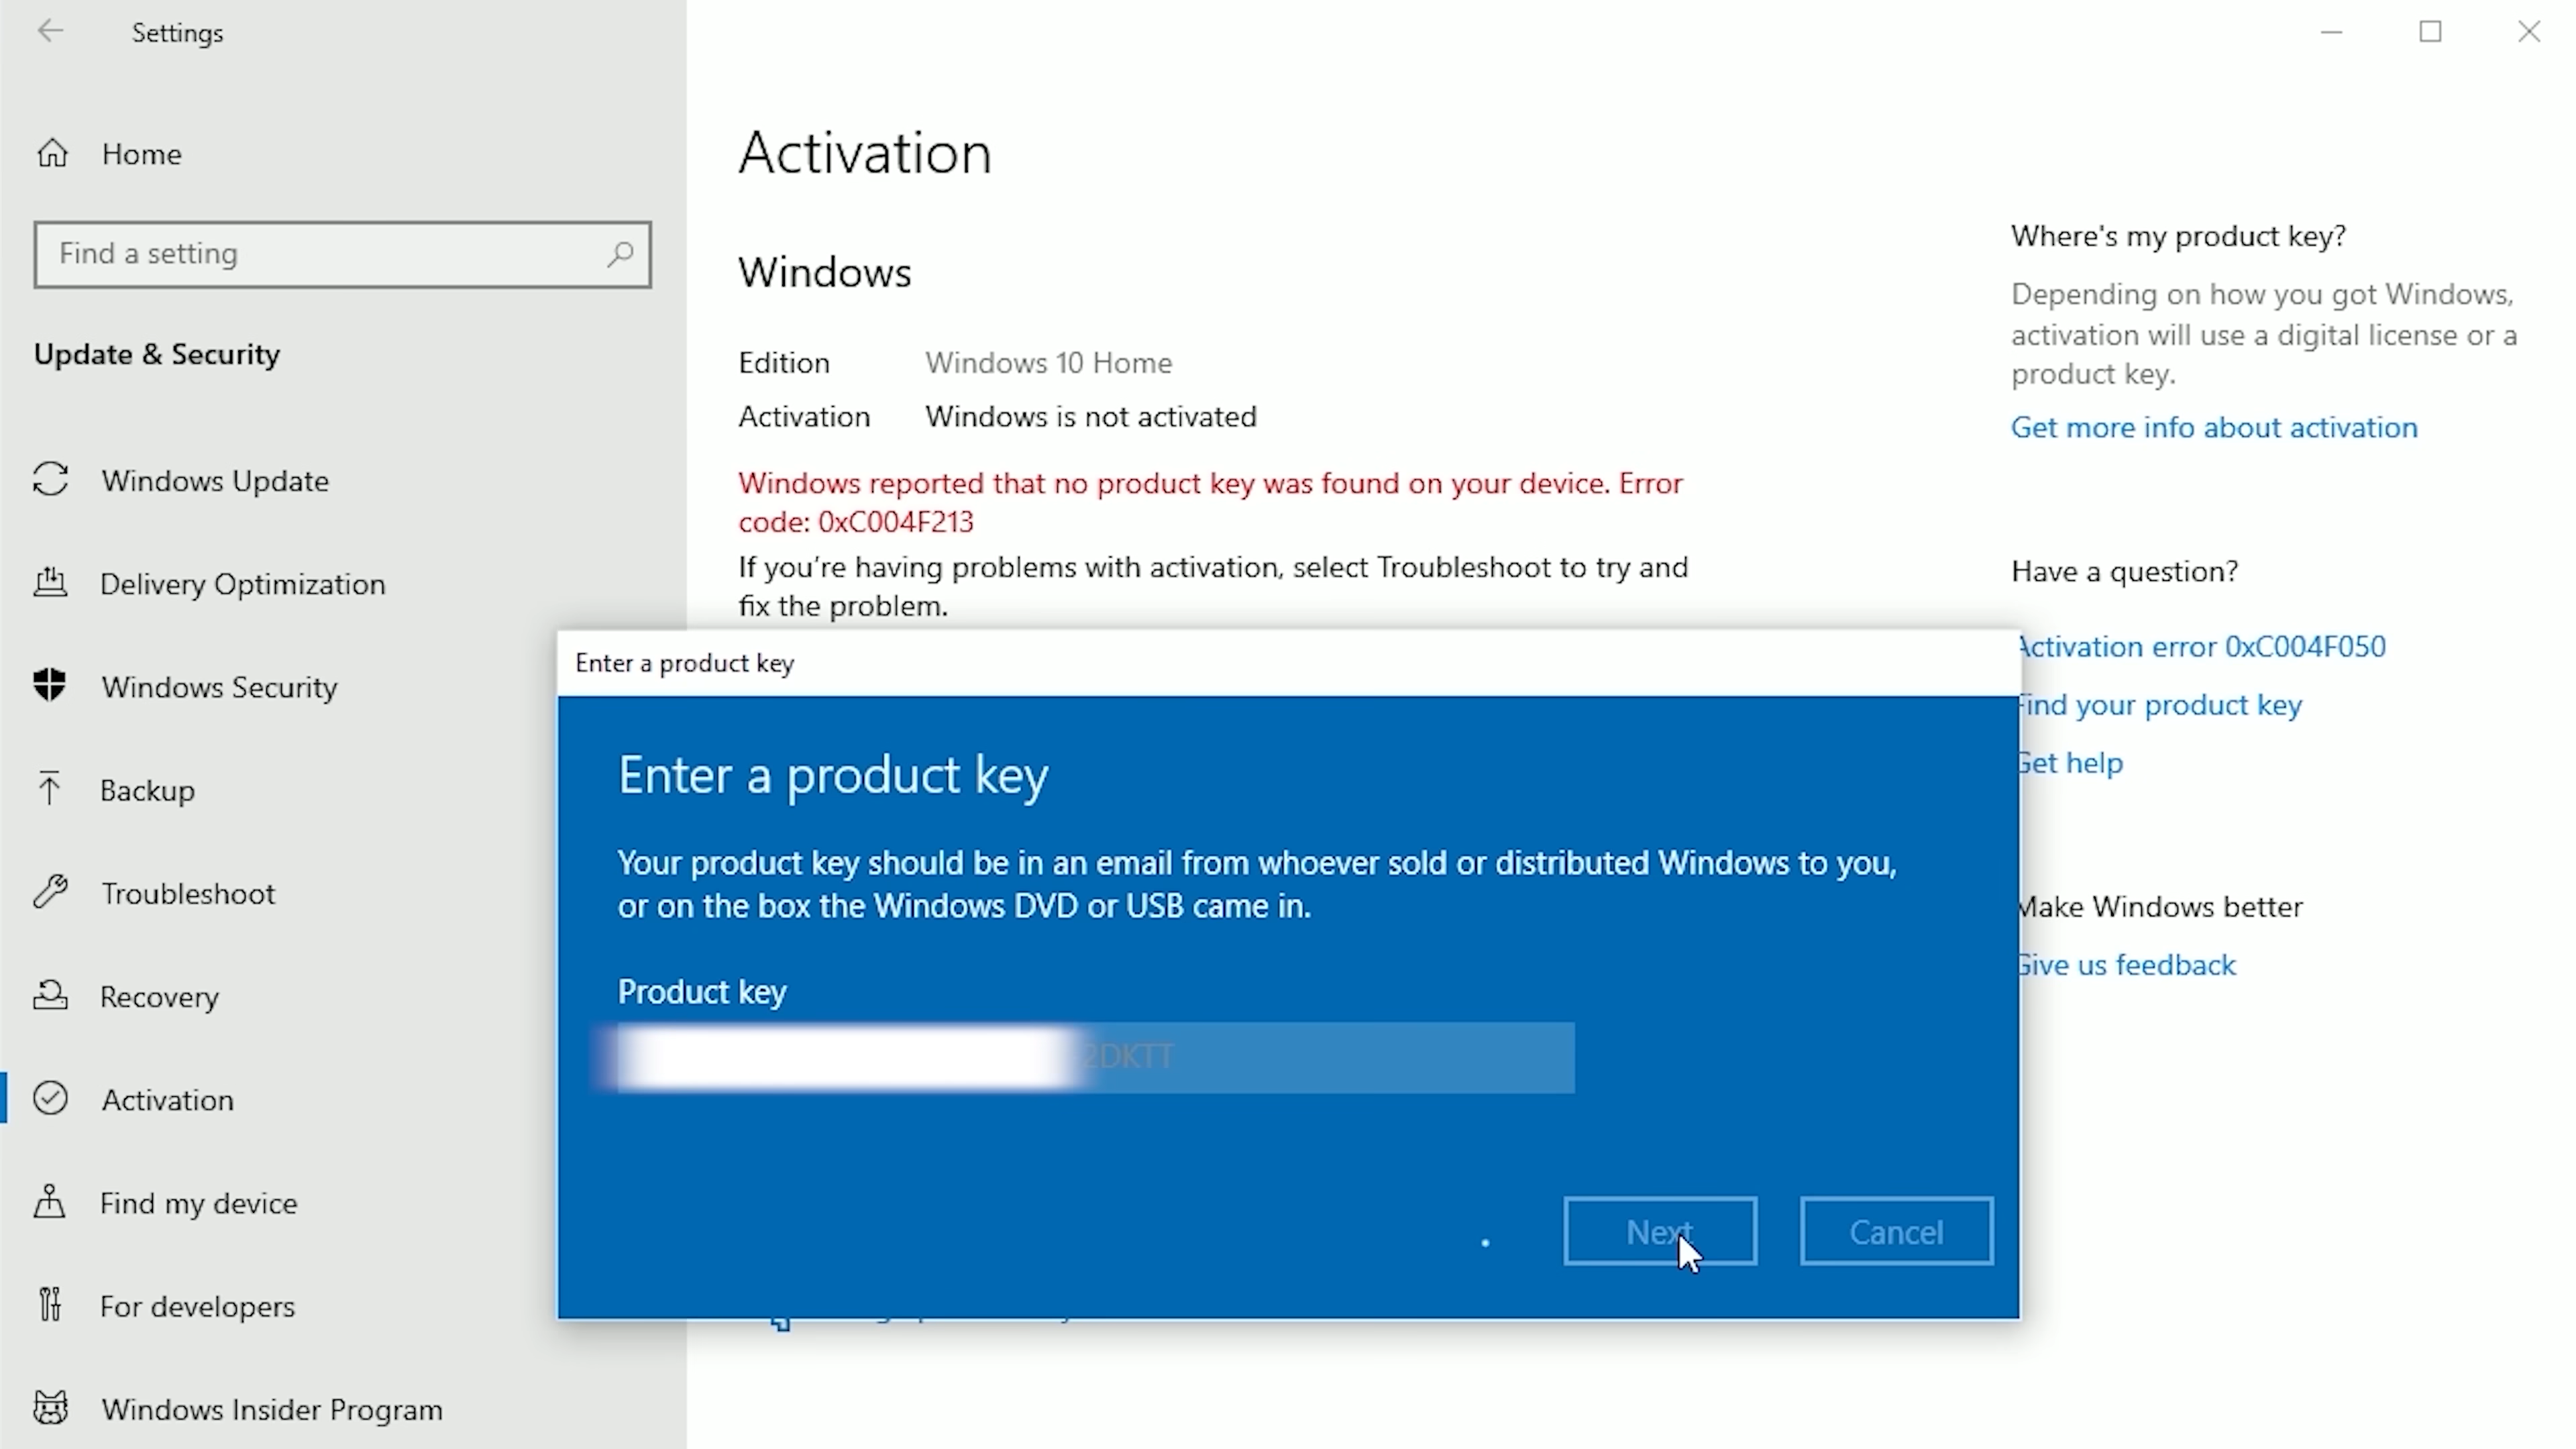 Settings
Home
Find a setting
Update & Security
Windows Update
Delivery Optimization
Windows Security
Backup
Troubleshoot
Recovery
Activation
Find my device
For developers
Windows Insider Program
Activation
Windows
Edition Windows 10 Home
Activation Windows is not activated
Windows reported that no product key was found on your device. Error
code: 0xC004F213
If you're having problems with activation, select Troubleshoot to try and
fix the problem.
Enter a product key
Enter a product key
Your product key should be in an email from whoever sold or distributed Windows to you,
or on the box the Windows DVD or USB came in.
Product key
2DKTT
Next
Cancel
Where's my product key?
Depending on how you got Windows,
activation will use a digital license or a
product key.
Get more info about activation
Have a question?
Activation error 0xC004F050
Find your product key
Get help
Make Windows better
Give us feedback